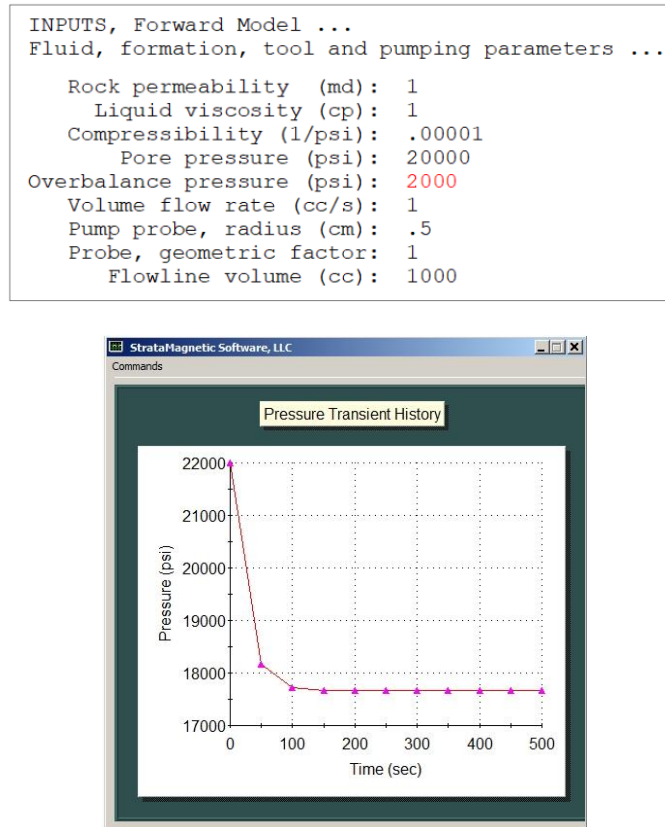 INPUTS, Forward Model ...
Fluid, formation, tool and pumping parameters ...
Rock permeability (md): 1
Liquid viscosity (cp): 1
Compressibility (1/psi): .00001
Pore pressure (psi): 20000
Overbalance pressure (psi): 2000
Volume flow rate (cc/s): 1
Pump probe, radius (cm): .5
Probe, geometric factor: 1
Flowline volume (cc): 1000
StrataMagnetic Software, LLC
Commands
Pressure Transient History
22000
21000
20000
19000
18000
17000
Pressure (psi)
0 100 200 300 400 500
Time (sec)